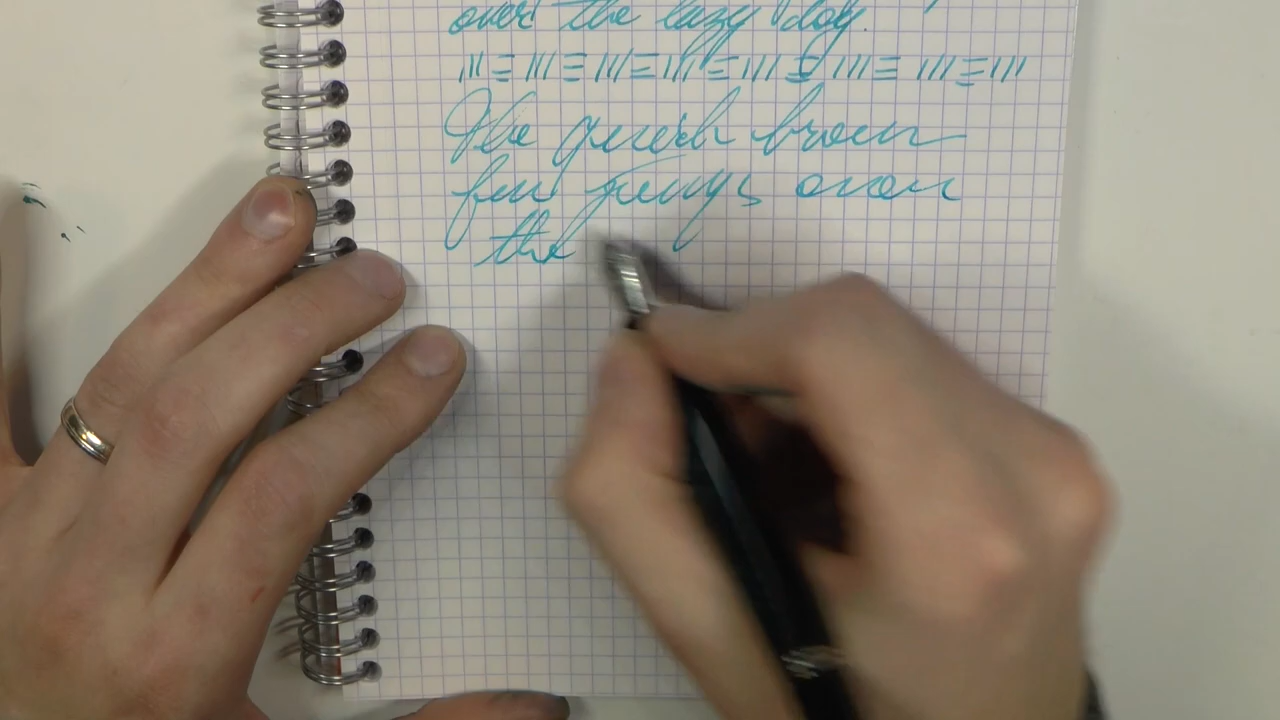 over the lazy dog.
The quick brown
fox jumps over
the